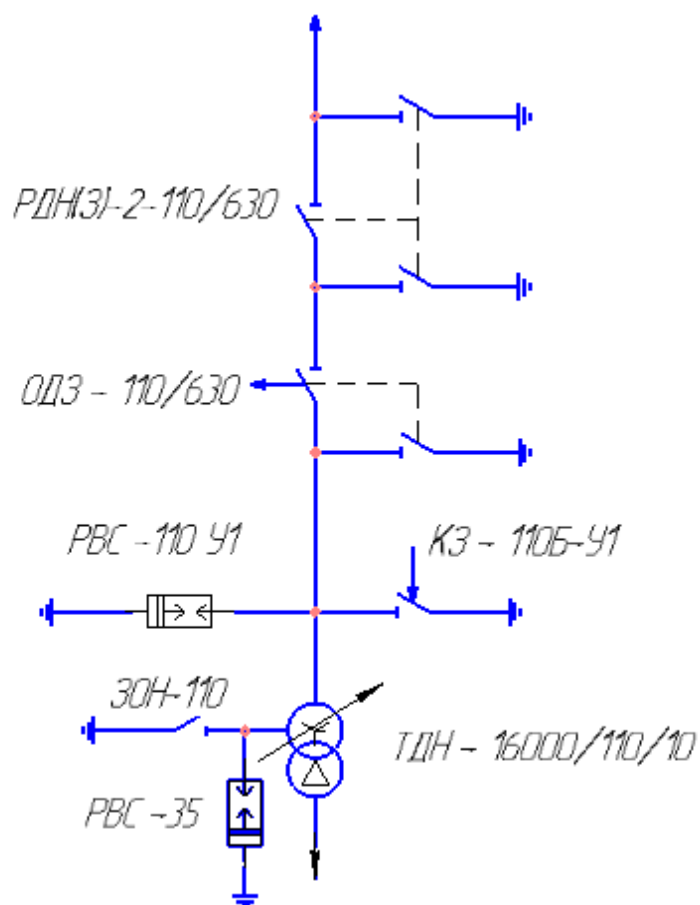 РДН(З)-2-110/630
ОДЗ - 110/630
РВС -110 У1
КЗ - 110Б-У1
ЗОН-110
ТДН - 16000/110/10
РВС -35